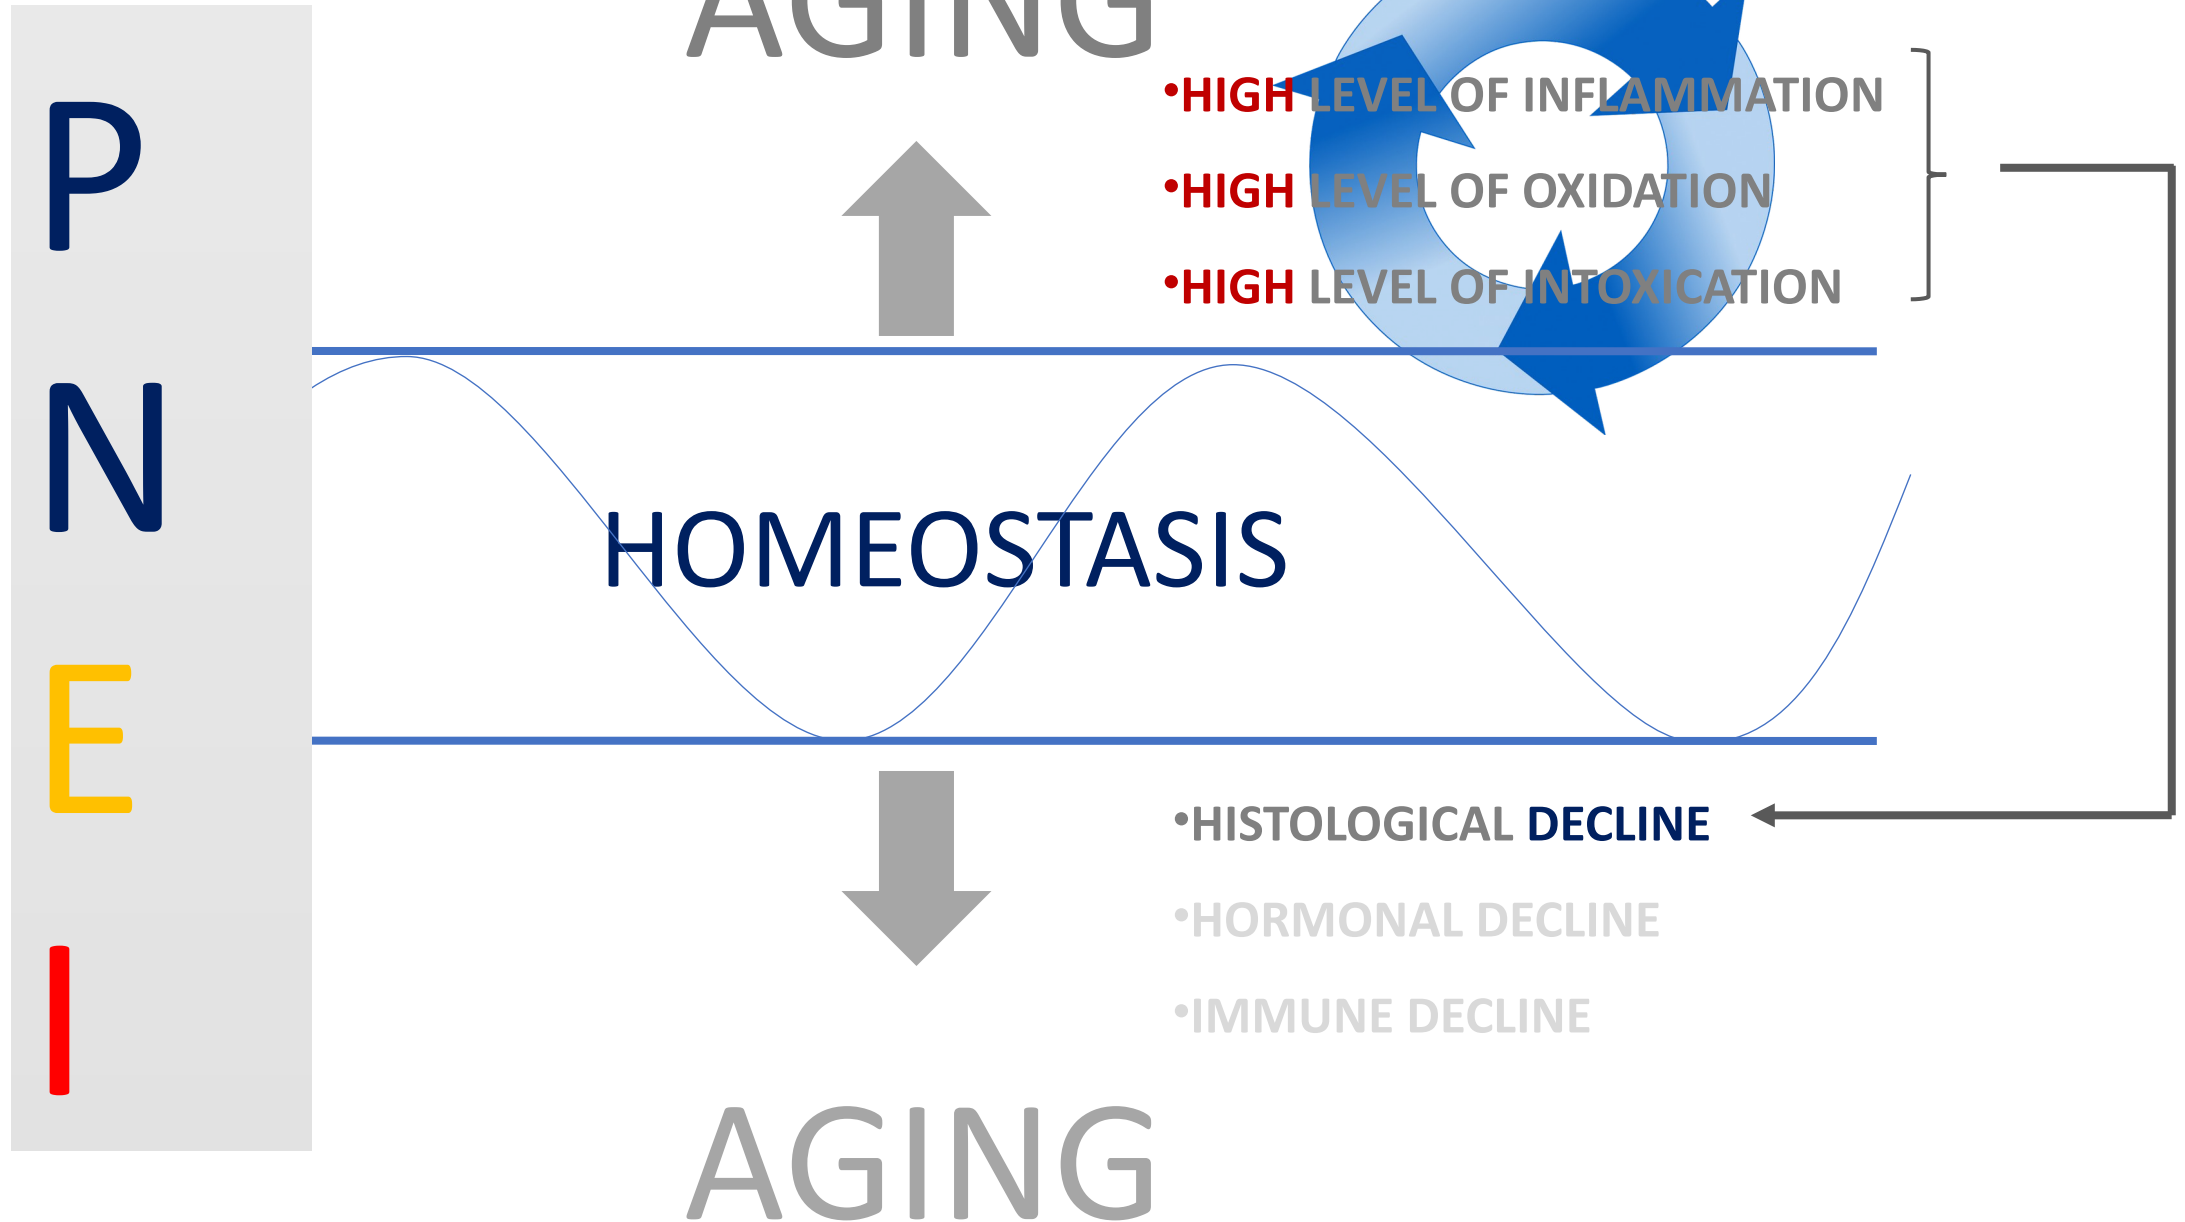 P
N
E
I
AGING
•HIGH LEVEL OF INFLAMMATION
•HIGH LEVEL OF OXIDATION
•HIGH LEVEL OF INTOXICATION
HOMEOSTASIS
•HISTOLOGICAL DECLINE
•HORMONAL DECLINE
•IMMUNE DECLINE
AGING